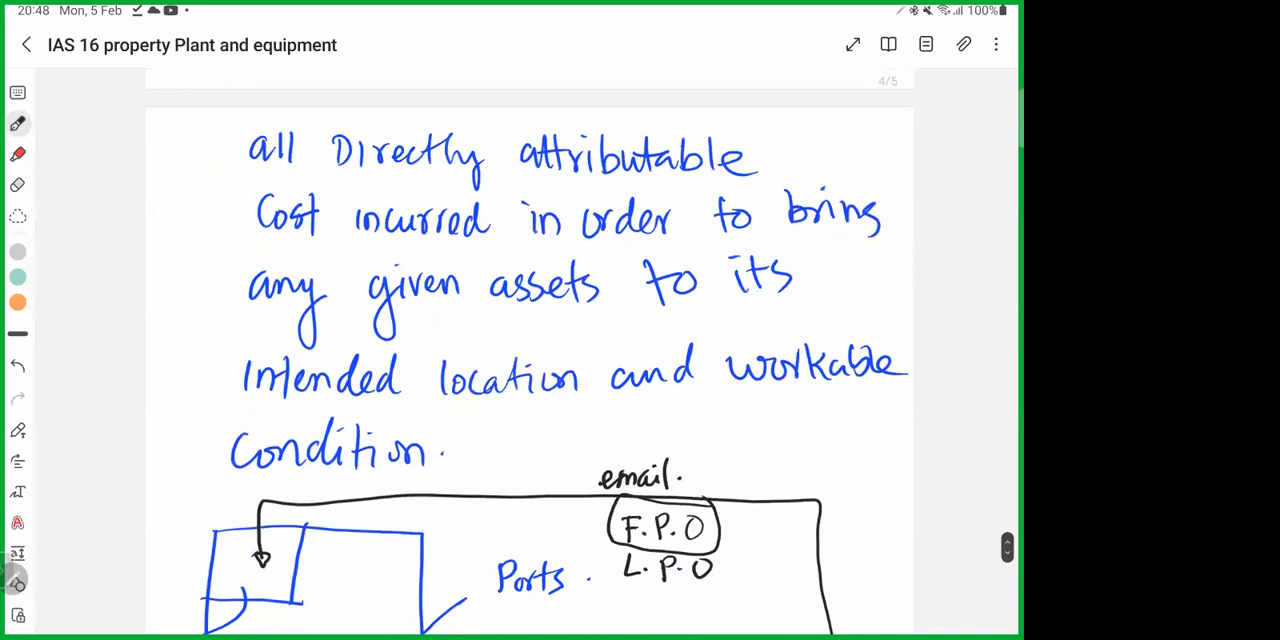 20:48 Mon, 5 Feb
100%
IAS 16 property Plant and equipment
4/5
all Directly attributable
Cost incurred in order to bring
any given assets to its
Intended location and workable
Condition.
email.
F.P.O
Ports.
L.P.O